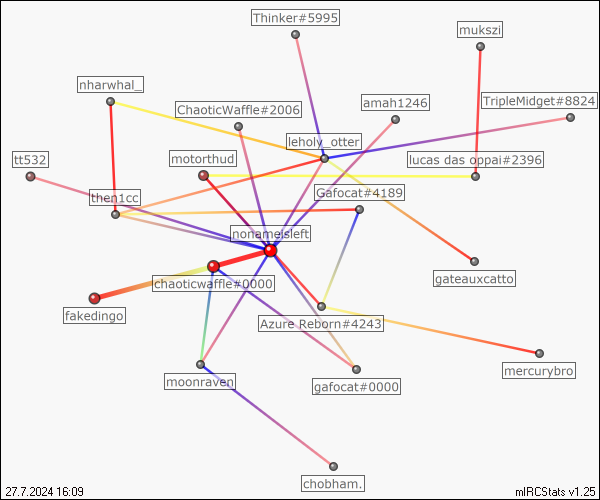 Thinker#5995
mukszi
nharwhal_
ChaoticWaffle#2006
amah1246
TripleMidget#8824
leholy_otter
tt532
motorthud
lucas das oppai#2396
then1cc
Gafocat#4189
nonameisleft
chaoticwaffle#0000
gateauxcatto
fakedingo
Azure Reborn#4243
mercurybro
moonraven
gafocat#0000
chobham.
27.7.2024 16:09
mIRCStats v1.25